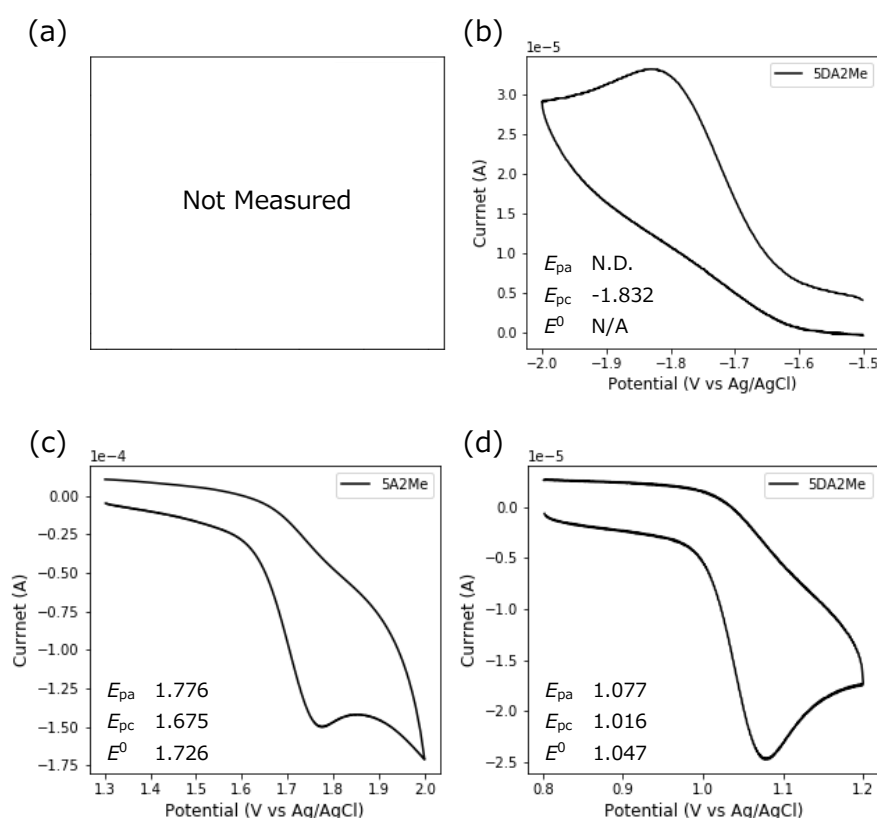 (a)
Not Measured
(b)
1e−5
5DA2Me
Currnet (A)
3.0
2.5
2.0
1.5
1.0
0.5
0.0
Epa N.D.
Epc -1.832
E0 N/A
−2.0 −1.9 −1.8 −1.7 −1.6 −1.5
Potential (V vs Ag/AgCl)
(c)
1e−4
5A2Me
Currnet (A)
0.00
−0.25
−0.50
−0.75
−1.00
−1.25
−1.50
−1.75
Epa 1.776
Epc 1.675
E0 1.726
1.3 1.4 1.5 1.6 1.7 1.8 1.9 2.0
Potential (V vs Ag/AgCl)
(d)
1e−5
5DA2Me
Currnet (A)
0.0
−0.5
−1.0
−1.5
−2.0
−2.5
Epa 1.077
Epc 1.016
E0 1.047
0.8 0.9 1.0 1.1 1.2
Potential (V vs Ag/AgCl)